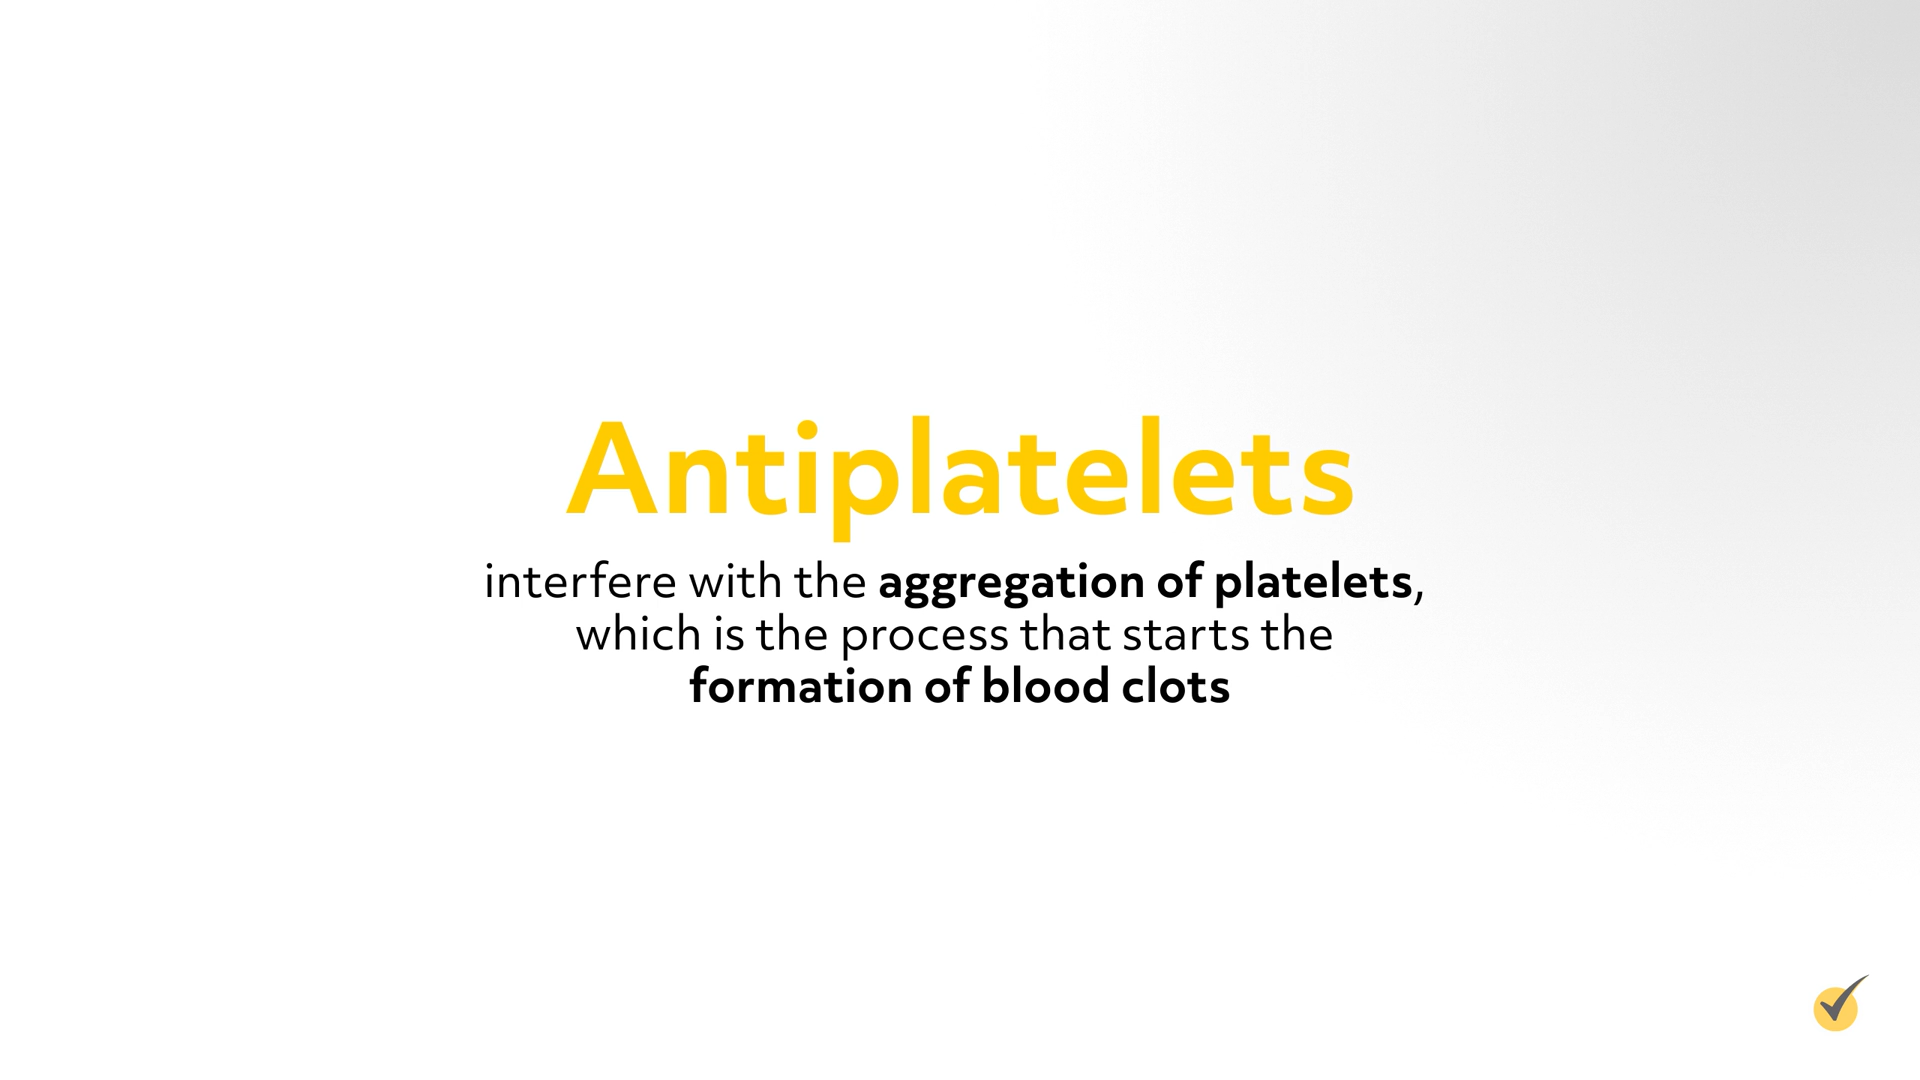 Antiplatelets
interfere with the aggregation of platelets,
which is the process that starts the
formation of blood clots